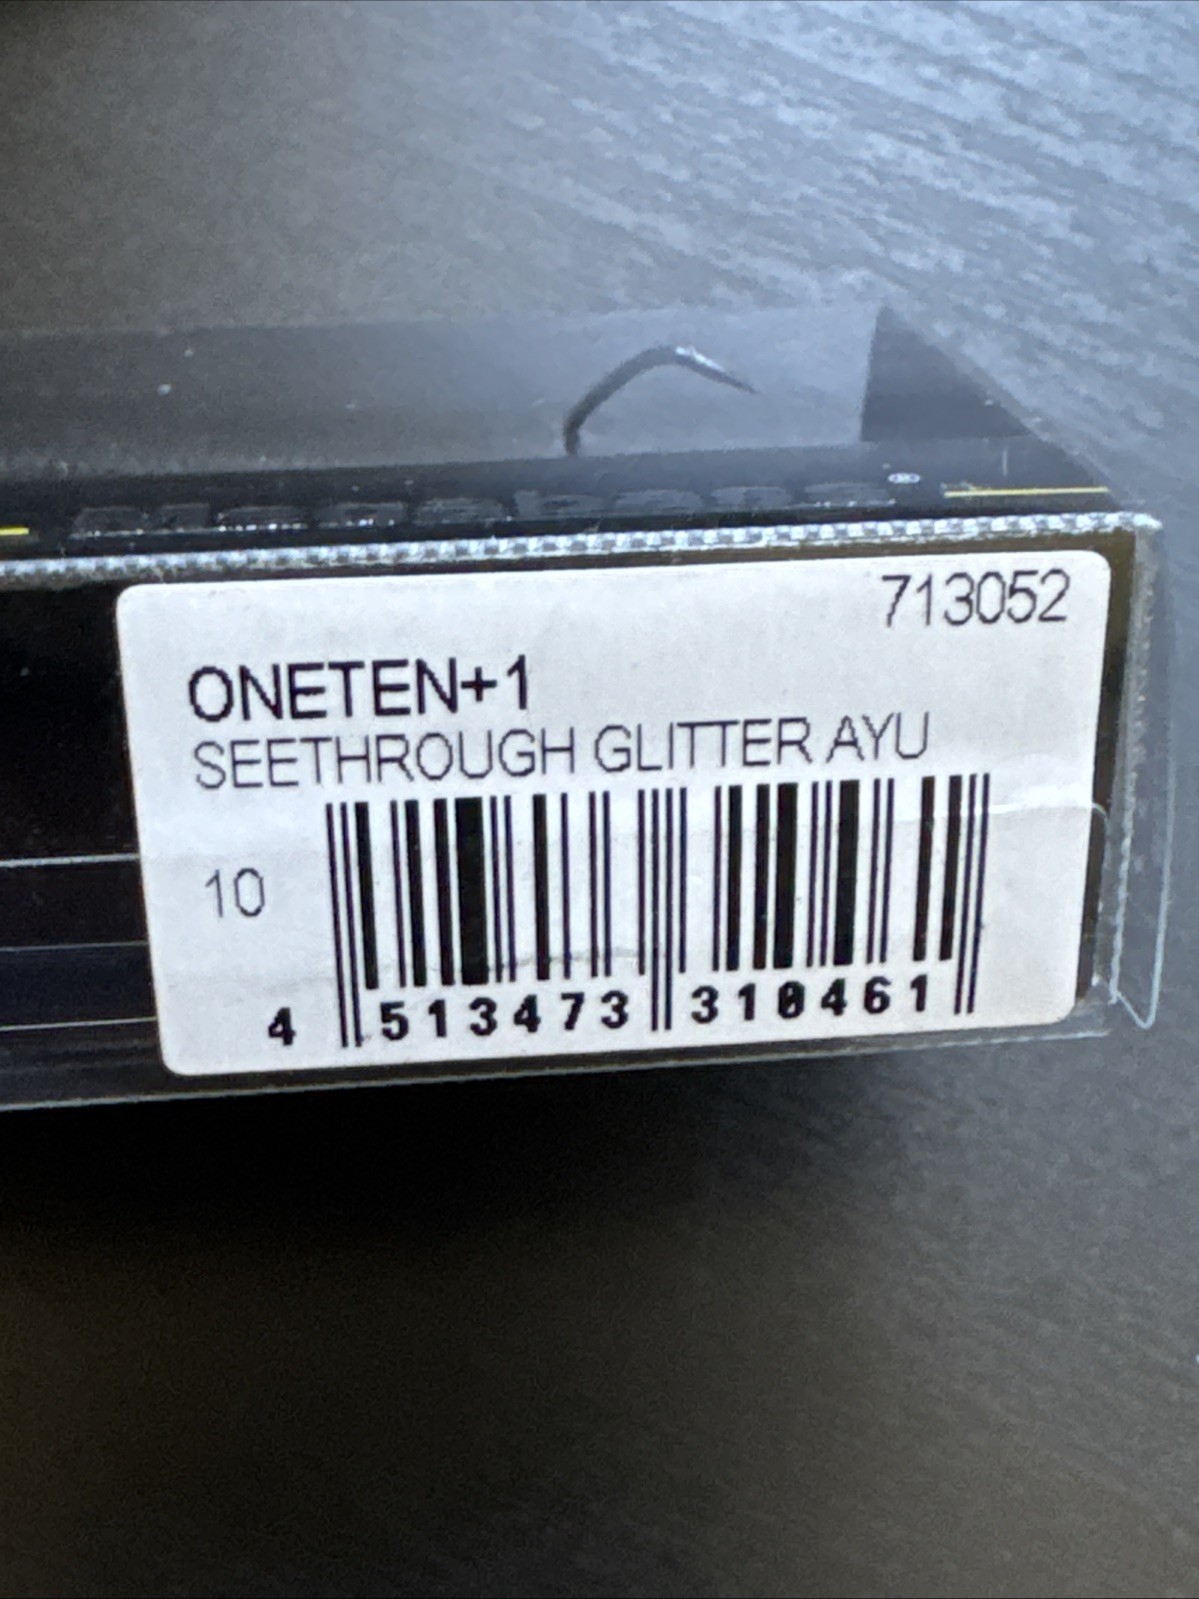 713052
ONETEN+1
SEETHROUGH GLITTER AYU
10
4 513473 310461